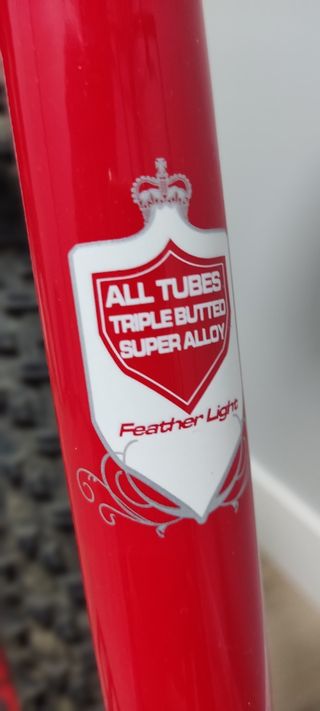 ALL TUBES
TRIPLE BUTTED
SUPER ALLOY
Feather Light